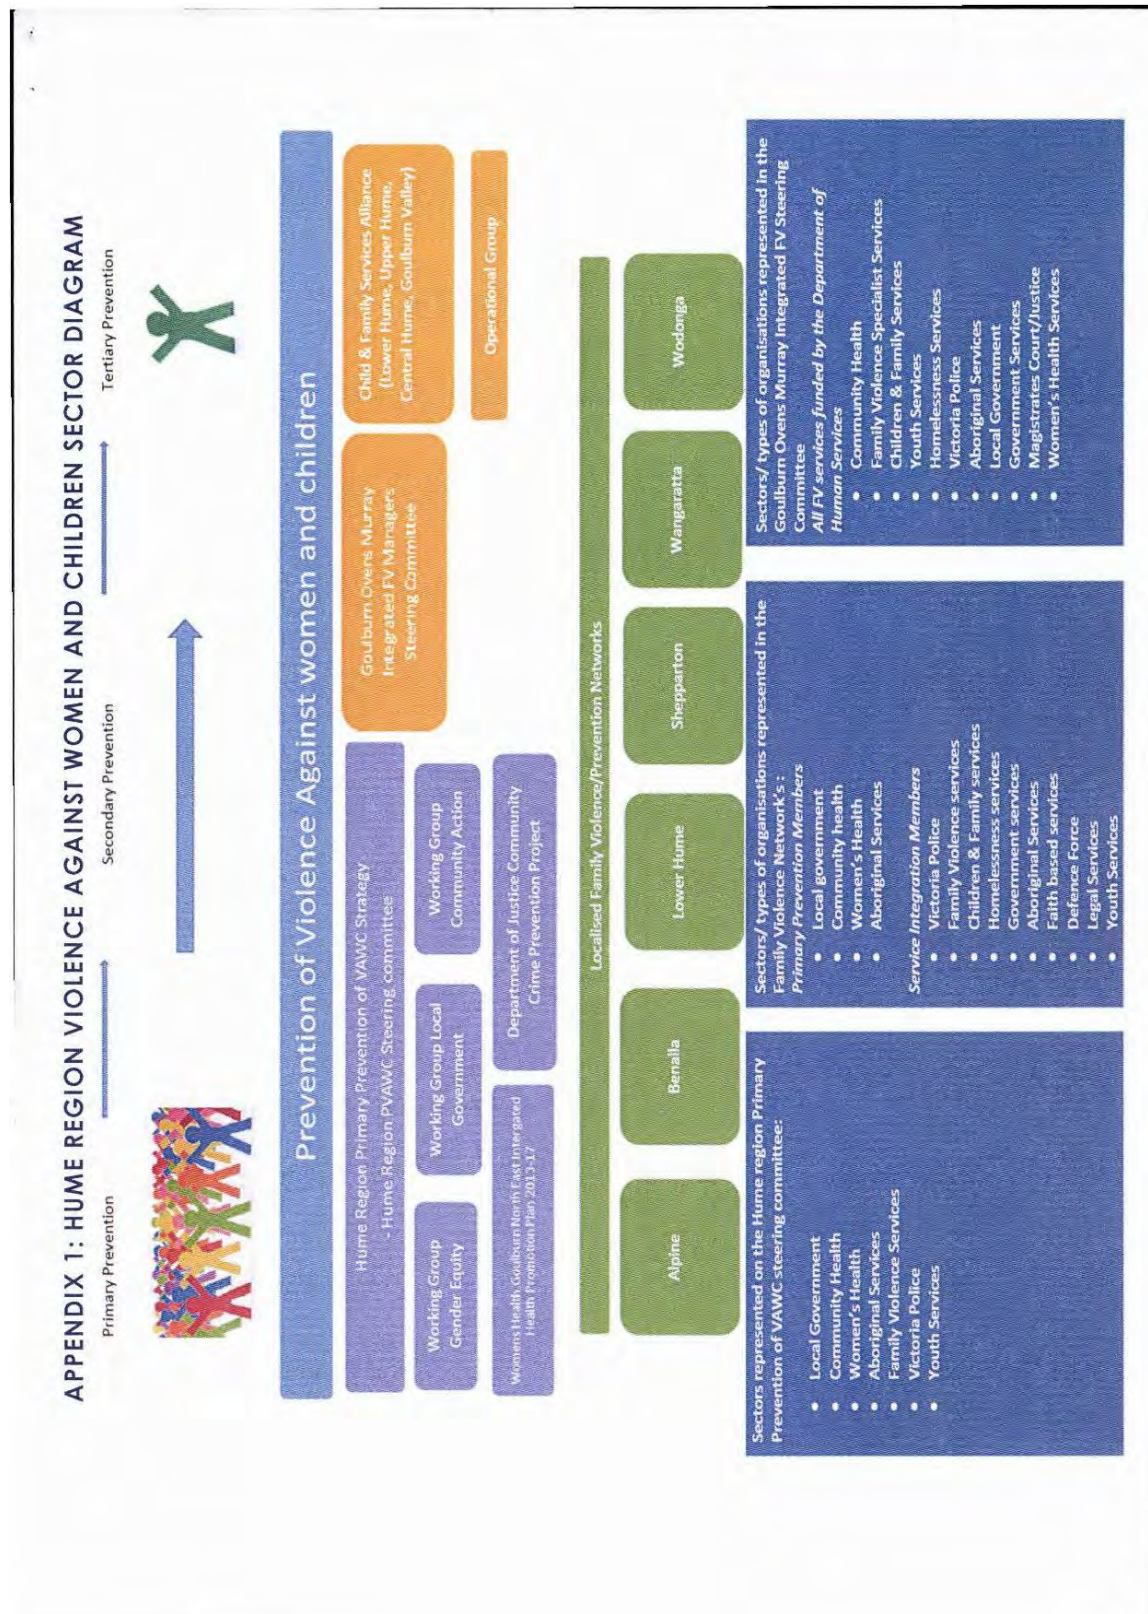 APPENDIX 1: HUME REGION VIOLENCE AGAINST WOMEN AND CHILDREN SECTOR DIAGRAM
Primary Prevention
Secondary Prevention
Tertiary Prevention
Prevention of Violence Against women and children
Hume Region Primary Prevention of VAWC Strategy
- Hume Region PVAWC Steering committee
Working Group
Gender Equity
Working Group Local
Government
Working Group
Community Action
Womens Health Goulburn North East Intergated
Health Promotion Plan 2013-17
Department of Justice Community
Crime Prevention Project
Goulburn Ovens Murray
Integrated FV Managers
Steering Committee
Child & Family Services Alliance
(Lower Hume, Upper Hume,
Central Hume, Goulburn Valley)
Operational Group
Localised Family Violence/Prevention Networks
Alpine
Benalla
Lower Hume
Shepparton
Wangaratta
Wodonga
Sectors represented on the Hume region Primary
Prevention of VAWC steering committee:
• Local Government
• Community Health
• Women's Health
• Aboriginal Services
• Family Violence Services
• Victoria Police
• Youth Services
Sectors/ types of organisations represented in the
Family Violence Network's :
Primary Prevention Members
• Local government
• Community health
• Women's Health
• Aboriginal Services
Service Integration Members
• Victoria Police
• Family Violence services
• Children & Family services
• Homelessness services
• Government services
• Aboriginal Services
• Faith based services
• Defence Force
• Legal Services
• Youth Services
Sectors/ types of organisations represented in the
Goulburn Ovens Murray Integrated FV Steering
Committee
All FV services funded by the Department of
Human Services
• Community Health
• Family Violence Specialist Services
• Children & Family Services
• Youth Services
• Homelessness Services
• Victoria Police
• Aboriginal Services
• Local Government
• Government Services
• Magistrates Court/Justice
• Women's Health Services